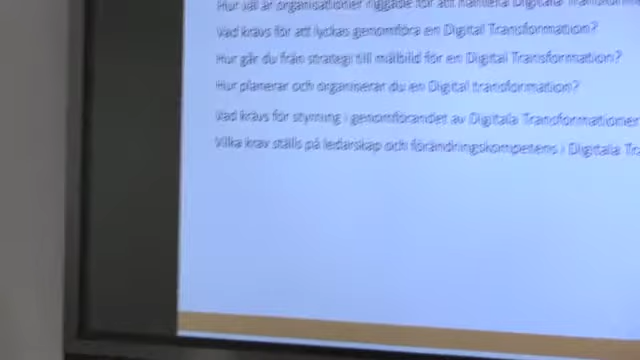 Hur väl är organisationer riggade för att hantera Digitala
Vad krävs för att lyckas genomföra en Digital Transformation?
Hur går du från strategi till målbild för en Digital Transformation?
Hur planerar och organiserar du en Digital transformation?
Vad krävs för styrning i genomförandet av Digitala Transformationer
Vilka krav ställs på ledarskap och förändringskompetens i Digitala Tra